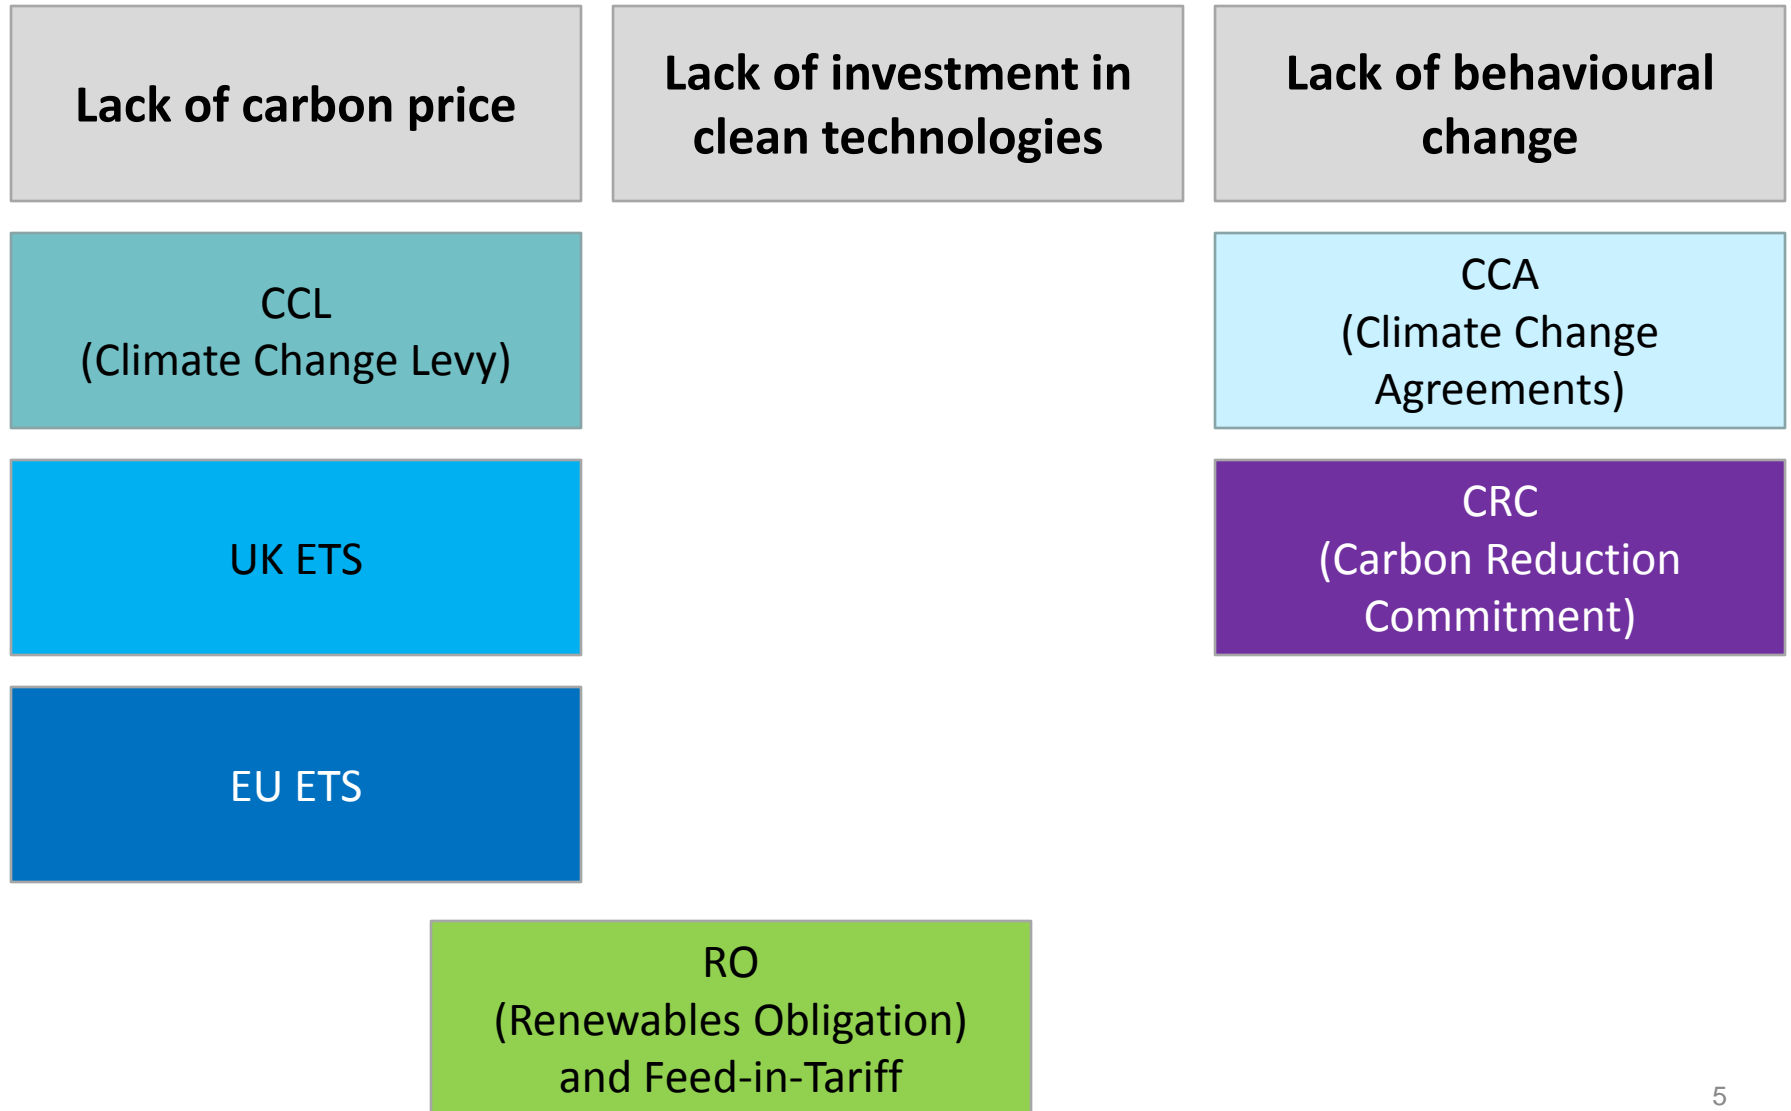 Lack of carbon price
Lack of investment in
clean technologies
Lack of behavioural
change
CCL
(Climate Change Levy)
CCA
(Climate Change
Agreements)
UK ETS
CRC
(Carbon Reduction
Commitment)
EU ETS
RO
(Renewables Obligation)
and Feed-in-Tariff
5